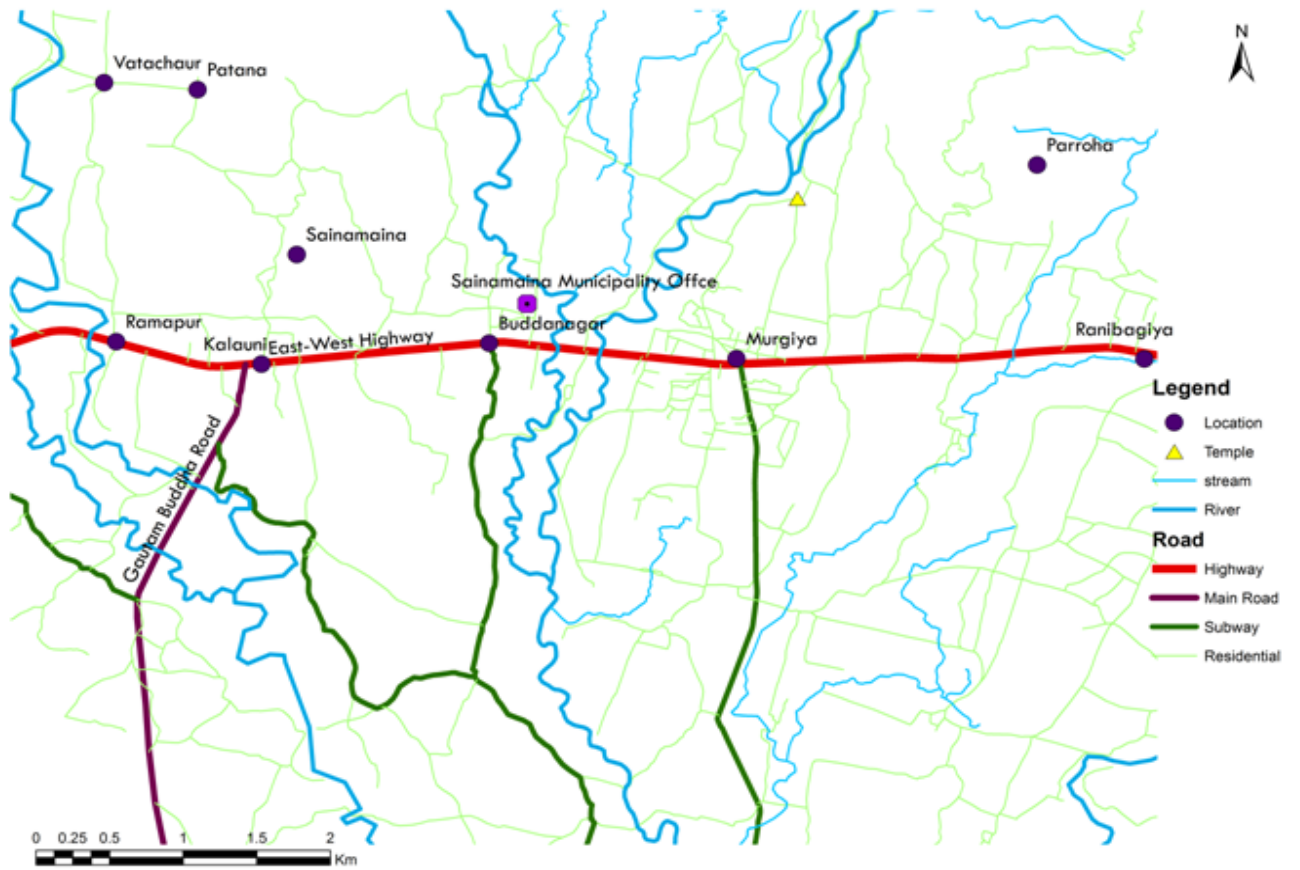 N
Vatachaur
Patana
Parroha
Sainamaina
Sainamaina Municipality Offce
Ramapur
Buddanagar
Kalauni
East-West Highway
Murgiya
Ranibagiya
Gautam Buddha Road
Legend
Location
Temple
stream
River
Road
Highway
Main Road
Subway
Residential
0 0.25 0.5 1 1.5 2
Km